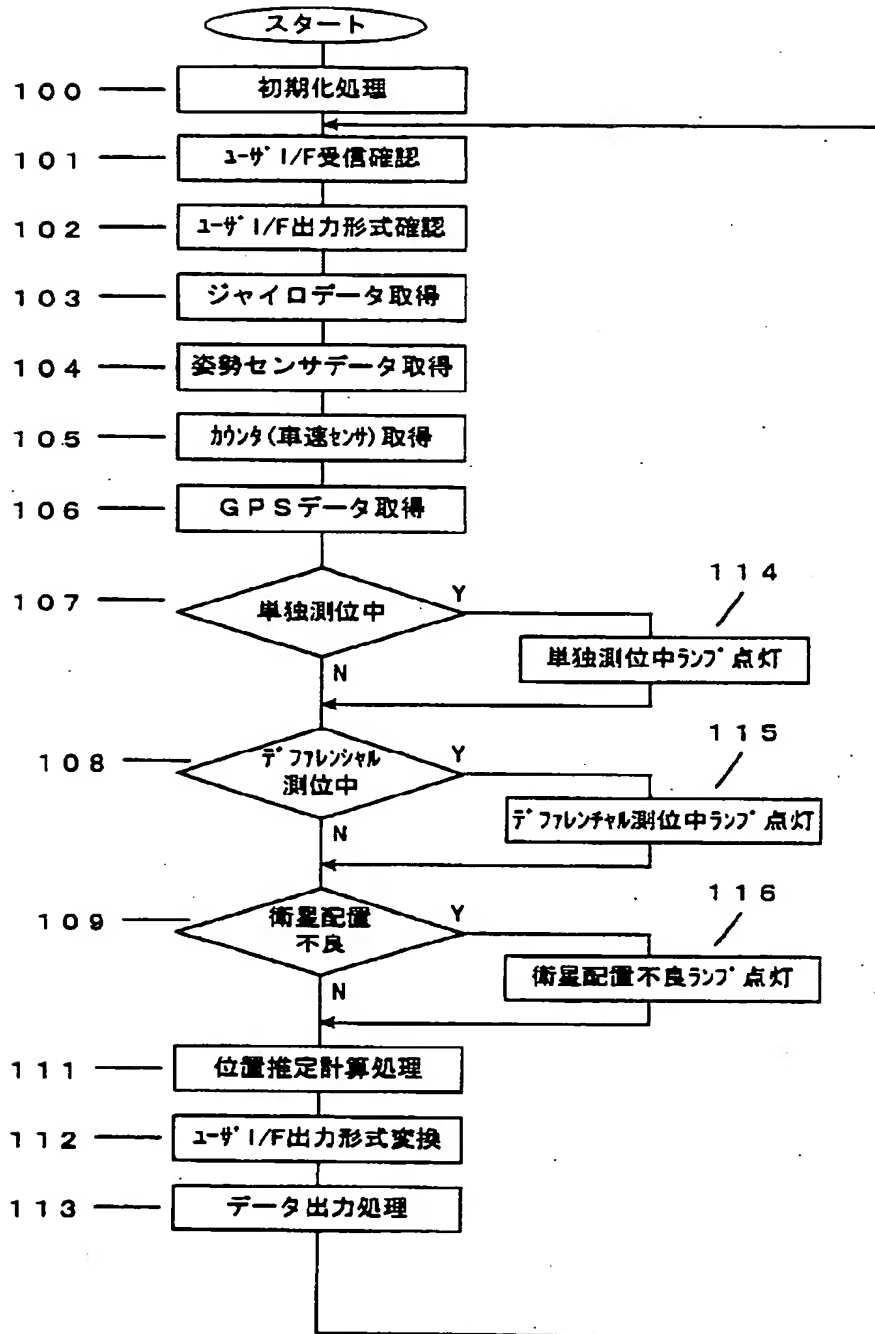 スタート
100 初期化処理
101 ﾕｰｻﾞI/F受信確認
102 ﾕｰｻﾞI/F出力形式確認
103 ジャイロデータ取得
104 姿勢センサデータ取得
105 ｶｳﾝﾀ(車速ｾﾝｻ)取得
106 GPSデータ取得
114
107 単独測位中 Y
単独測位中ﾗﾝﾌﾟ点灯
N
115
108 ﾃﾞﾌｧﾚﾝｼｬﾙ Y
測位中
ﾃﾞﾌｧﾚﾝﾁｬﾙ測位中ﾗﾝﾌﾟ点灯
N
116
109 衛星配置 Y
不良
衛星配置不良ﾗﾝﾌﾟ点灯
N
111 位置推定計算処理
112 ﾕｰｻﾞI/F出力形式変換
113 データ出力処理